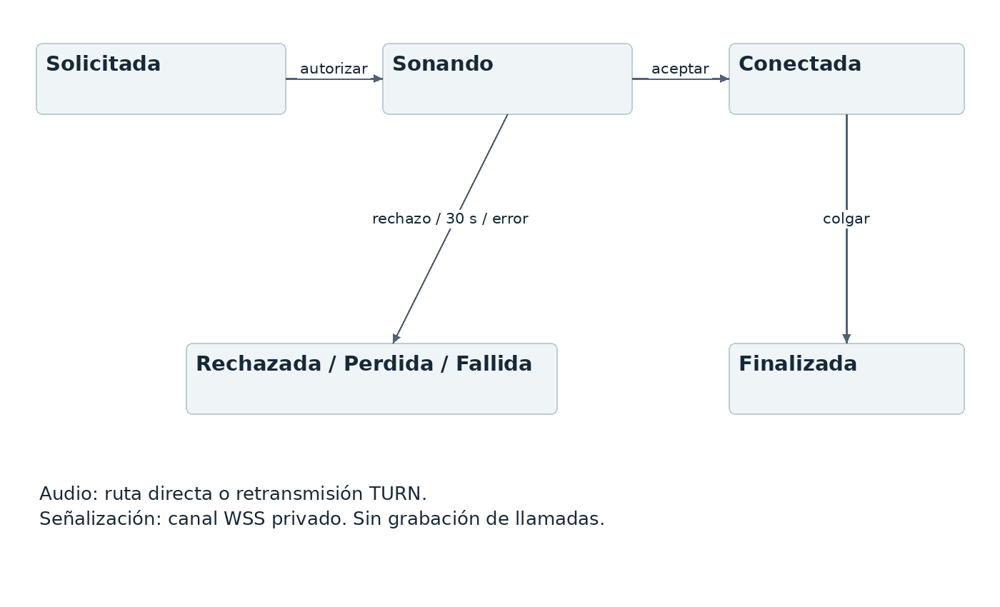 Solicitada
autorizar
Sonando
aceptar
Conectada
rechazo / 30 s / error
colgar
Rechazada / Perdida / Fallida
Finalizada
Audio: ruta directa o retransmisión TURN.
Señalización: canal WSS privado. Sin grabación de llamadas.